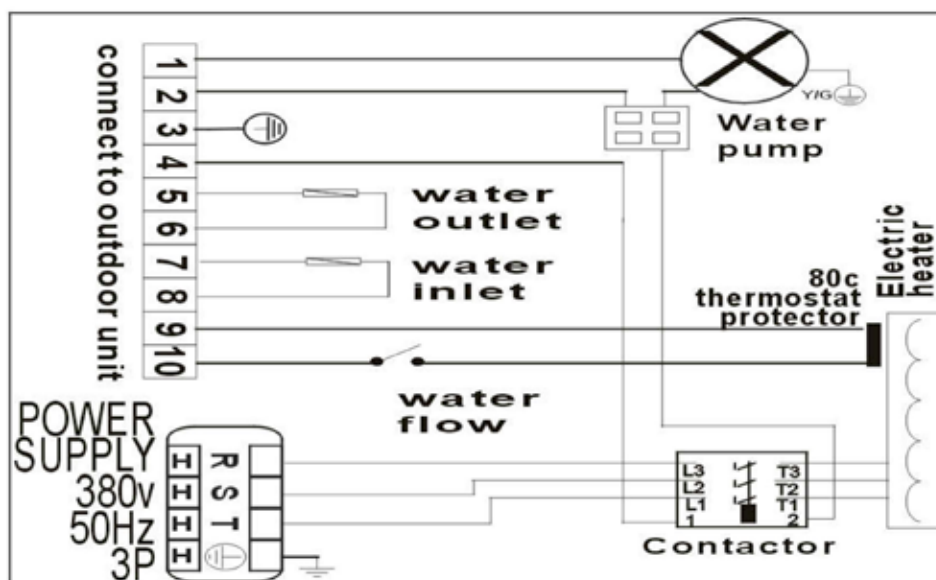 connect to outdoor unit
1
2
3
4
5
6
7
8
9
10
Y/G
Water
pump
water
outlet
water
inlet
Electric
heater
80c
thermostat
protector
water
flow
POWER
SUPPLY
380v
50Hz
3P
R
S
T
L3
L2
L1
1
T3
T2
T1
2
Contactor